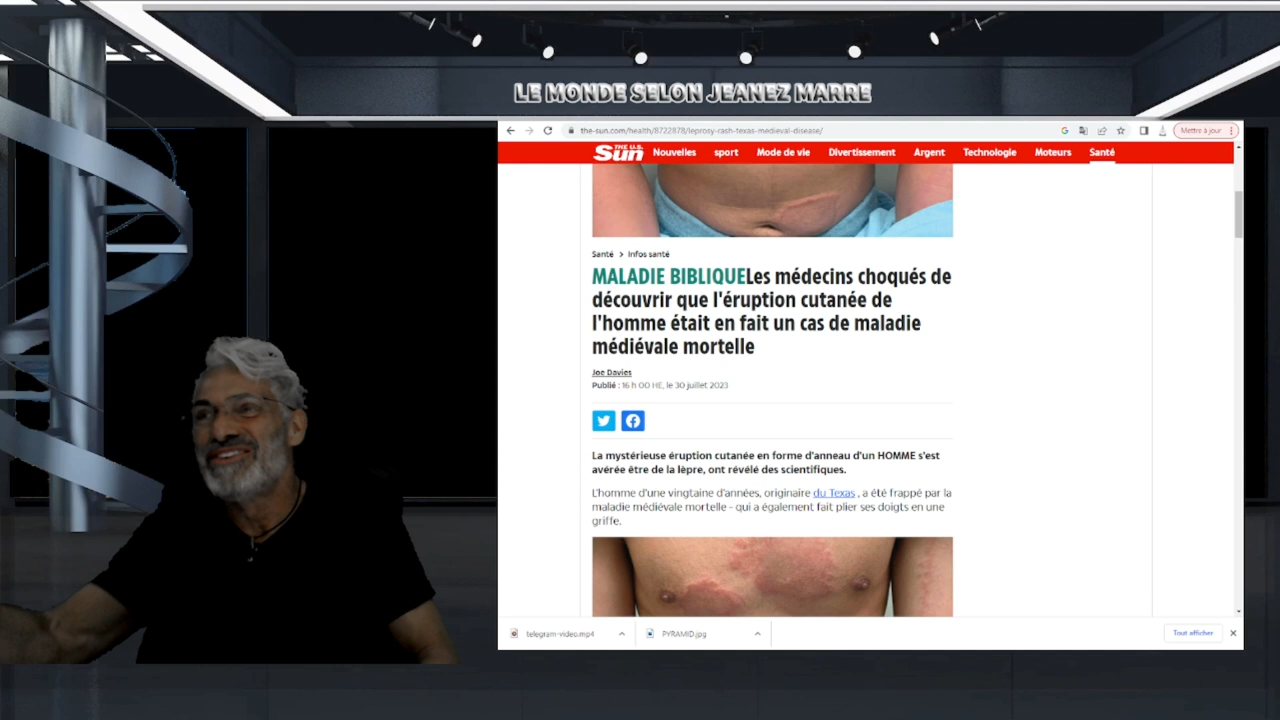 LE MONDE SELON JEANEZ MARRE
the-sun.com/health/8722878/leprosy-cash-texas-medieval-disease/
Mettre à jour
THE U.S. Sun
Nouvelles sport Mode de vie Divertissement Argent Technologie Moteurs Santé
Santé > Infos santé
MALADIE BIBLIQUELes médecins choqués de
découvrir que l'éruption cutanée de
l'homme était en fait un cas de maladie
médiévale mortelle
Joe Davies
Publié : 16 h 00 HE, le 30 juillet 2023
La mystérieuse éruption cutanée en forme d'anneau d'un HOMME s'est
avérée être de la lèpre, ont révélé des scientifiques.
L'homme d'une vingtaine d'années, originaire du Texas , a été frappé par la
maladie médiévale mortelle - qui a également fait plier ses doigts en une
griffe.
telegram-video.mp4 PYRAMID.jpg Tout afficher